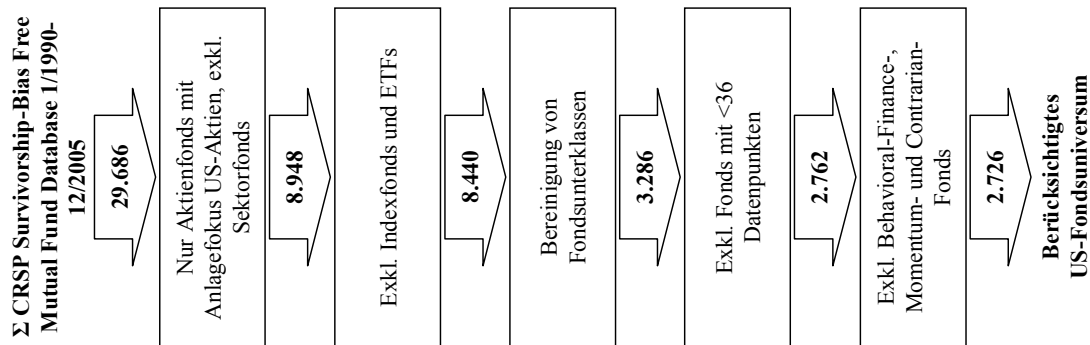 Σ CRSP Survivorship-Bias Free
Mutual Fund Database 1/1990-
12/2005
29.686
Nur Aktienfonds mit
Anlagefokus US-Aktien, exkl.
Sektorfonds
8.948
Exkl. Indexfonds und ETFs
8.440
Bereinigung von
Fondsunterklassen
3.286
Exkl. Fonds mit <36
Datenpunkten
2.762
Exkl. Behavioral-Finance-,
Momentum- und Contrarian-
Fonds
2.726
Berücksichtigtes
US-Fondsuniversum